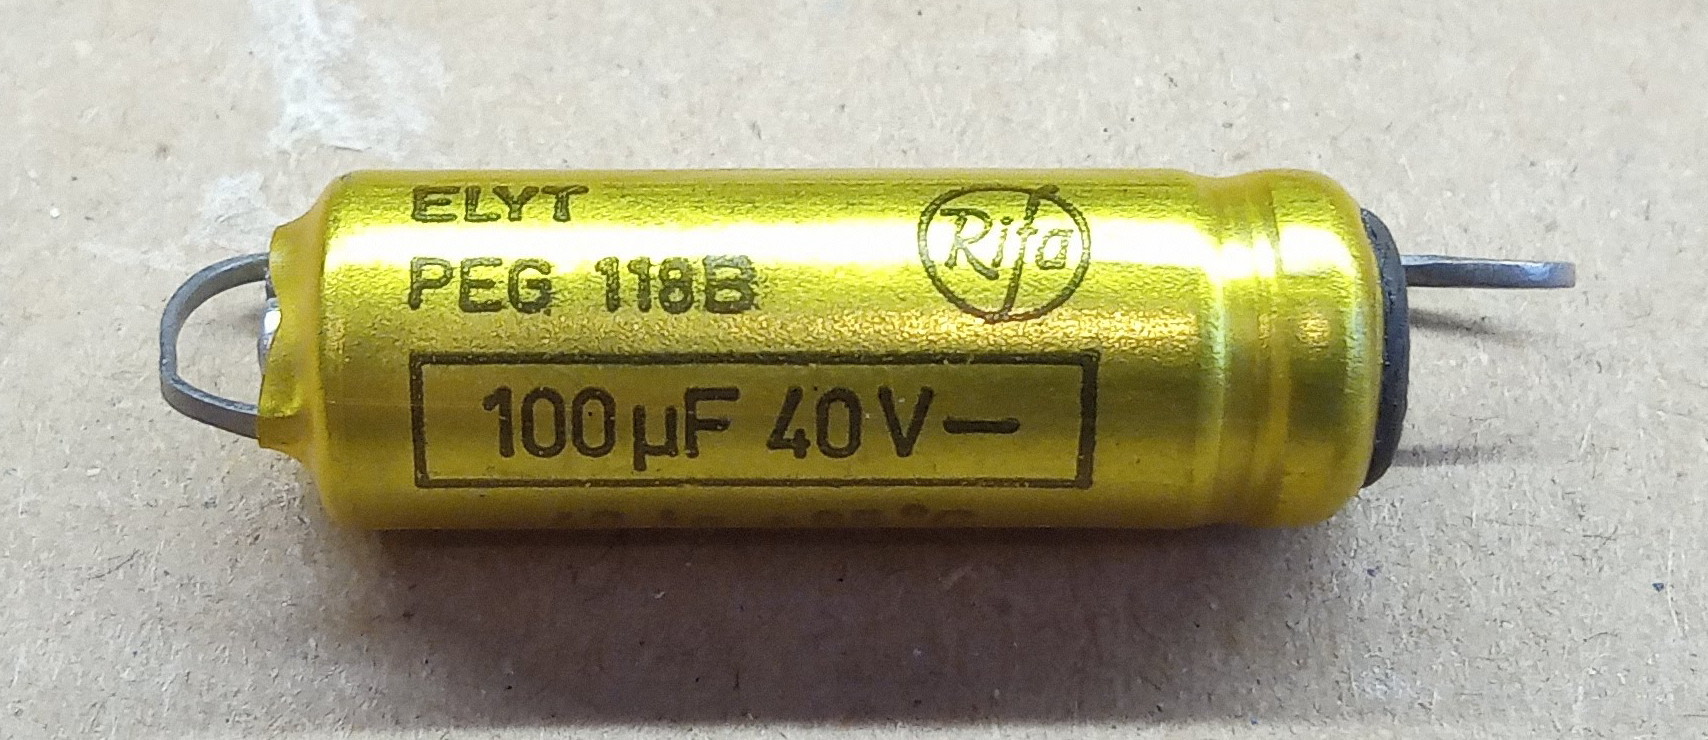 ELYT
Rifa
PEG 118B
100µF 40V—